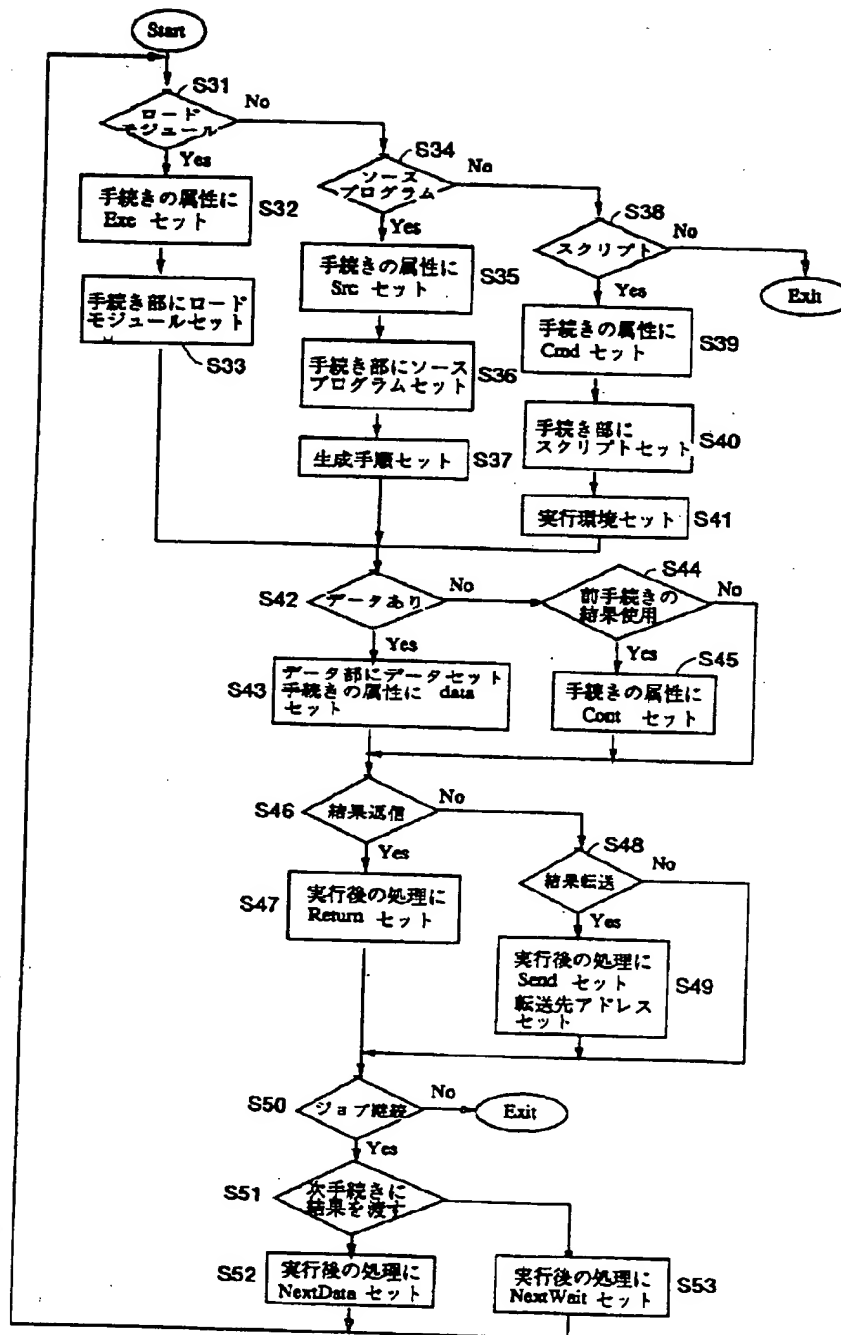 Start
S31
ロード
モジュール
No
Yes
手続きの属性に
Exe セット
S32
手続き部にロード
モジュールセット
S33
S34
ソース
プログラム
No
Yes
手続きの属性に
Src セット
S35
手続き部にソース
プログラムセット
S36
生成手順セット
S37
S38
スクリプト
No
Exit
Yes
手続きの属性に
Cmd セット
S39
手続き部に
スクリプトセット
S40
実行環境セット
S41
S42
データあり
No
Yes
S43
データ部にデータセット
手続きの属性に data
セット
S44
前手続きの
結果使用
No
Yes
S45
手続きの属性に
Cont セット
S46
結果返信
No
Yes
S47
実行後の処理に
Return セット
S48
結果転送
No
Yes
実行後の処理に
Send セット
転送先アドレス
セット
S49
S50
ジョブ継続
No
Exit
Yes
S51
次手続きに
結果を渡す
S52
実行後の処理に
NextData セット
実行後の処理に
NextWait セット
S53